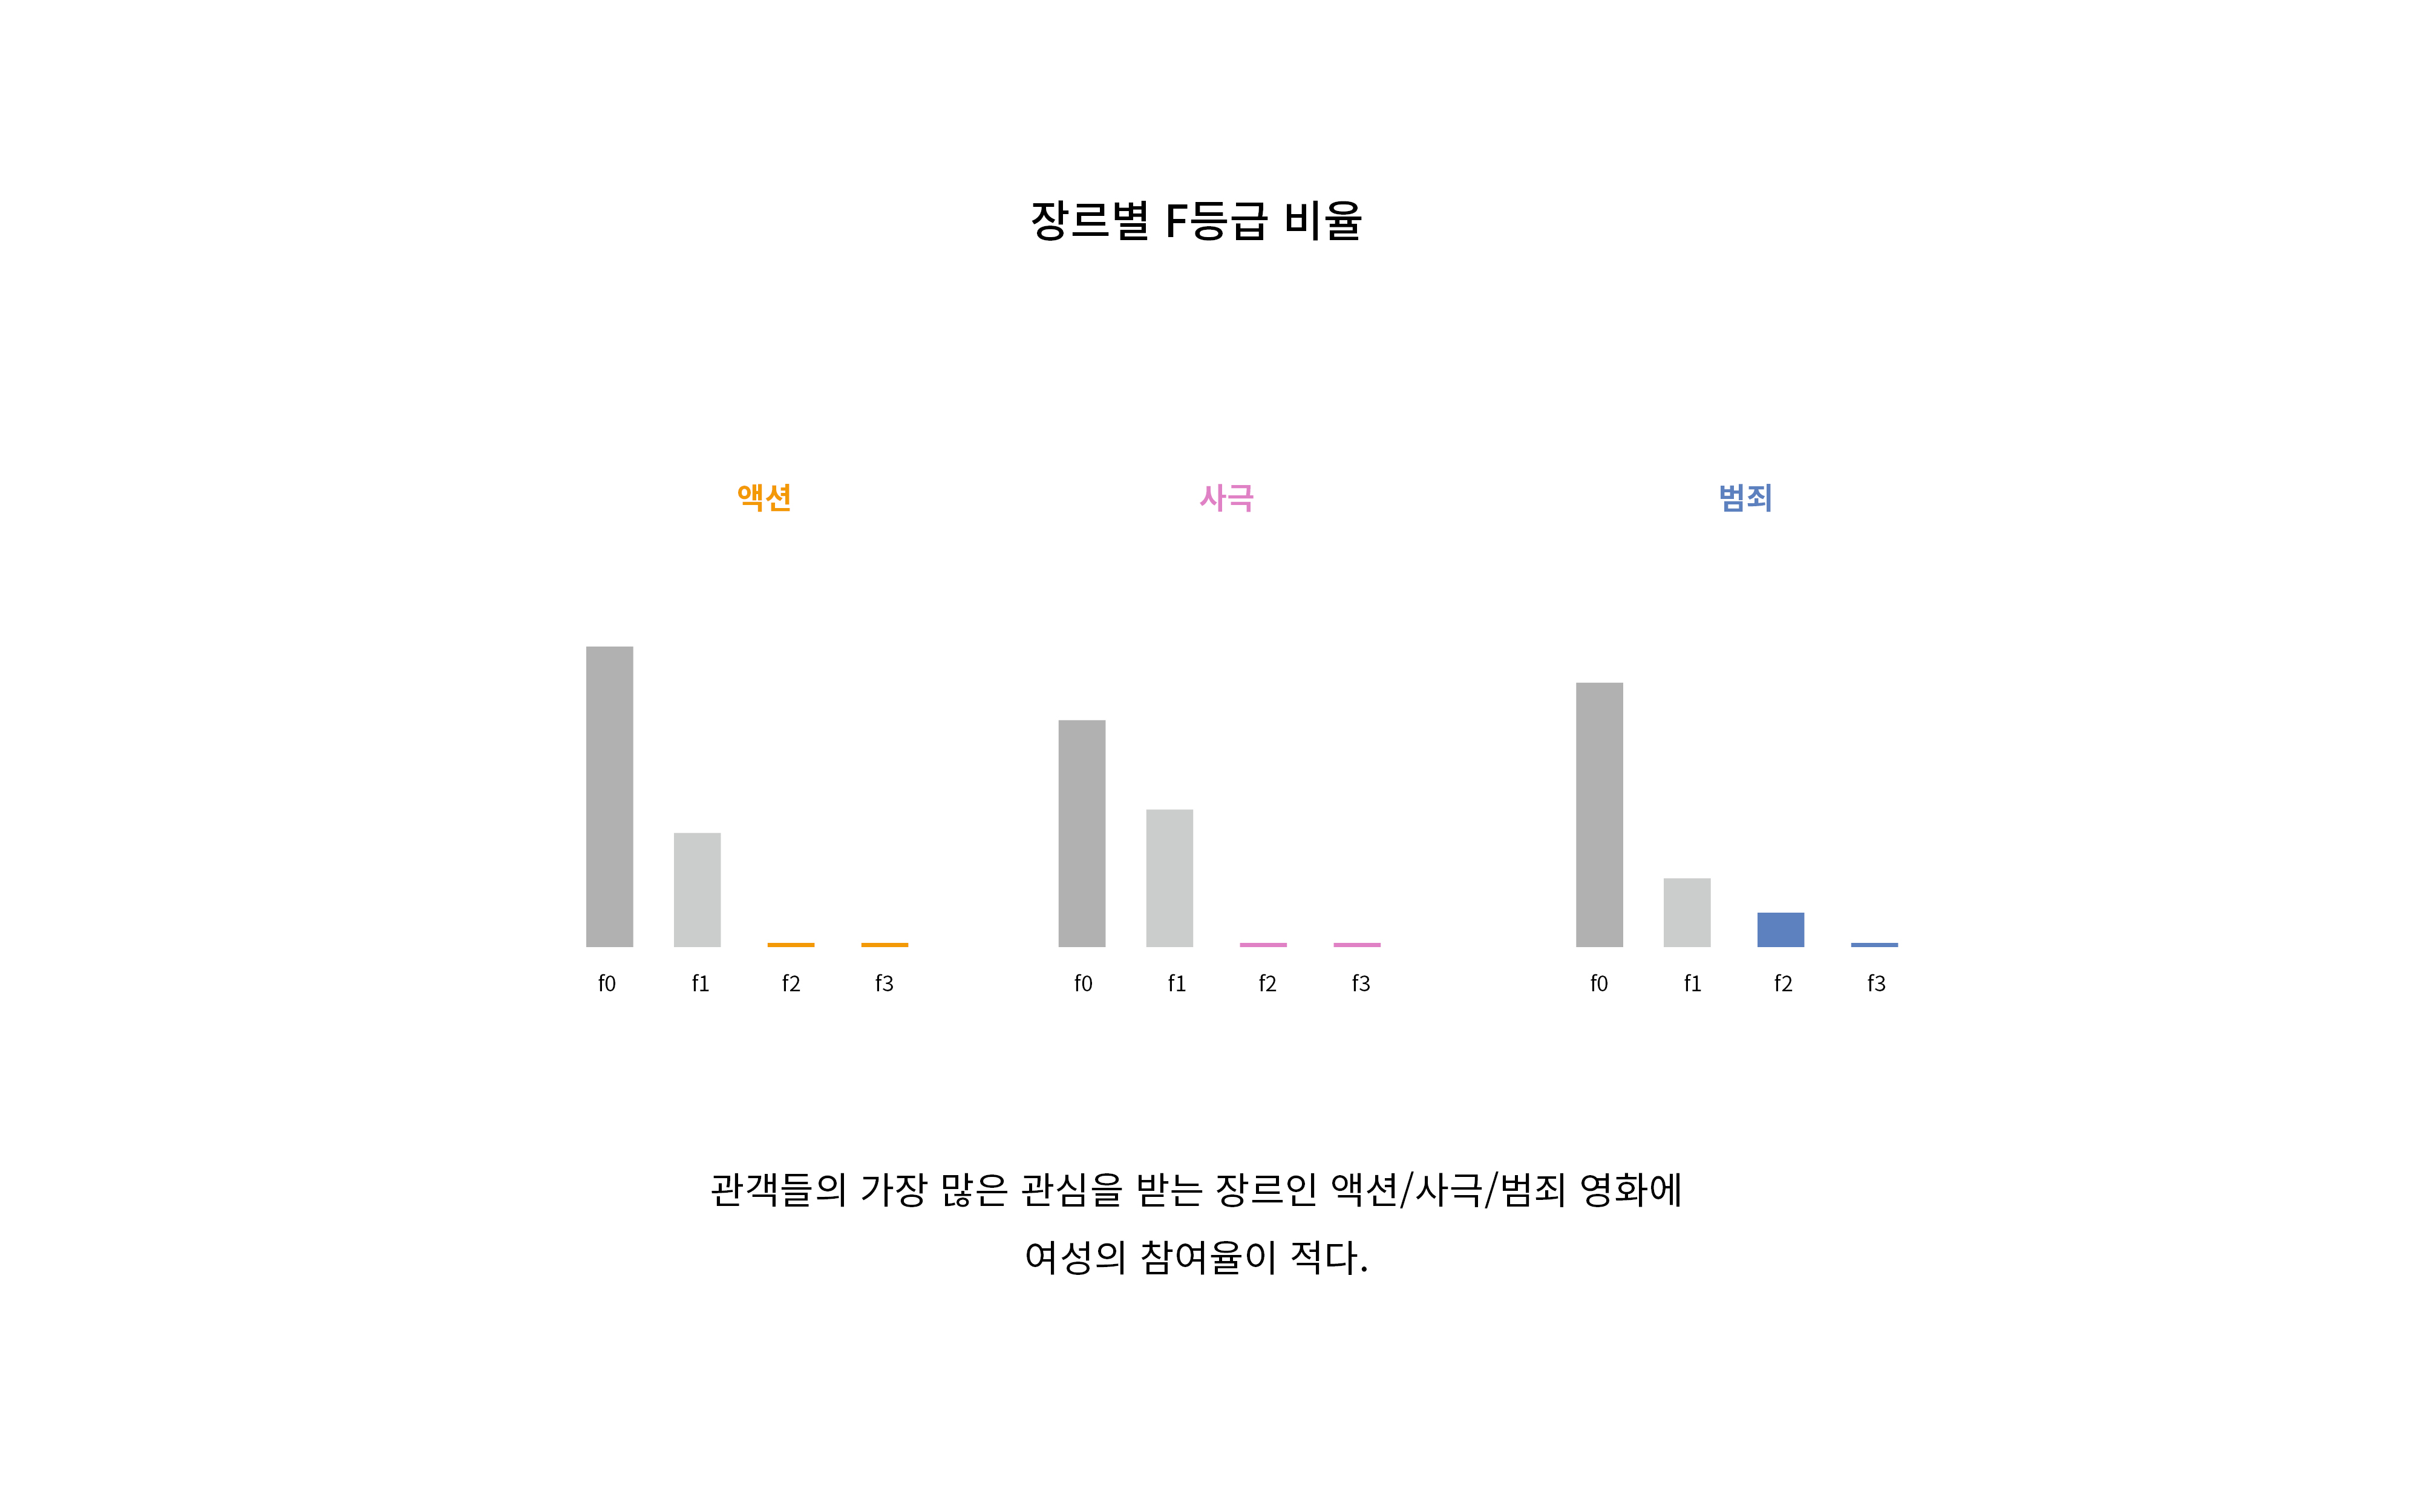 장르별 F등급 비율
액션
사극
범죄
f0 f1 f2 f3
f0 f1 f2 f3
f0 f1 f2 f3
관객들의 가장 많은 관심을 받는 장르인 액션/사극/범죄 영화에
여성의 참여율이 적다.